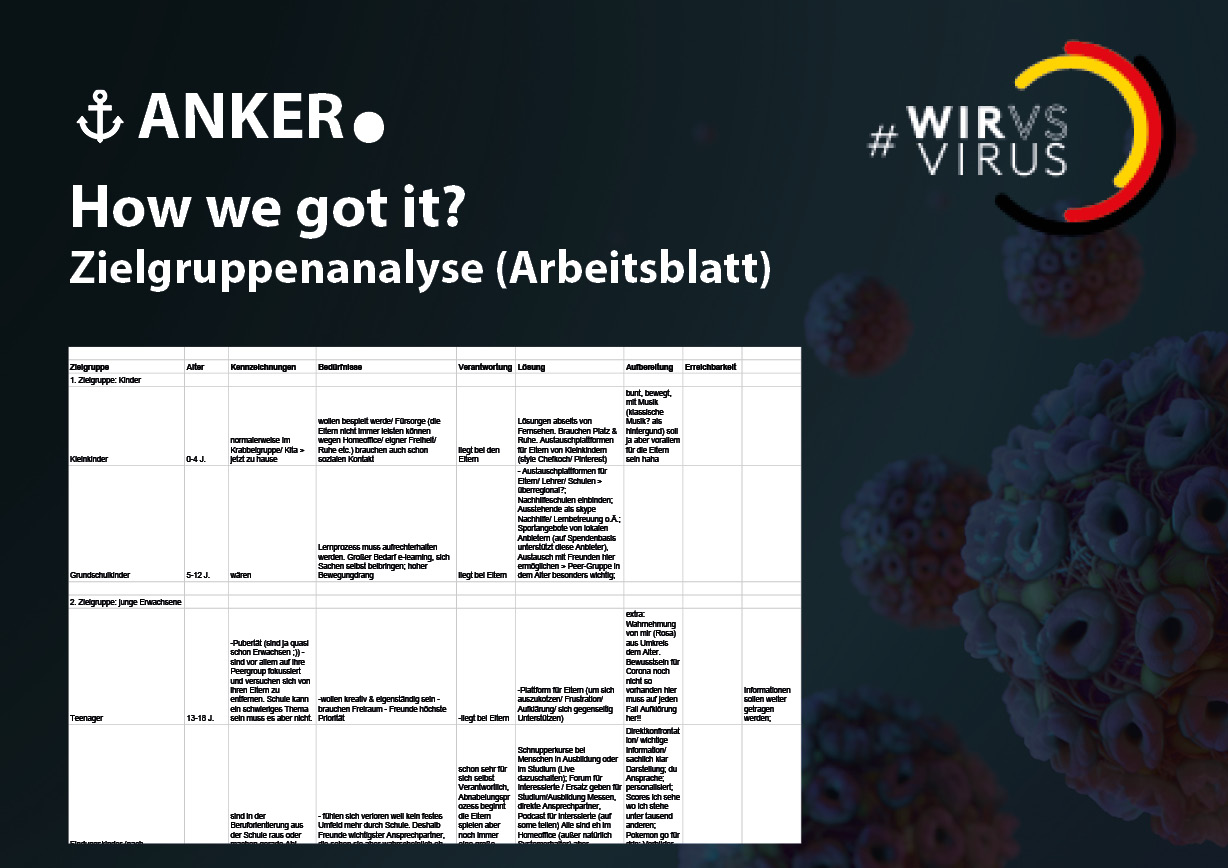 ANKER.
# WIRVS
VIRUS
How we got it?
Zielgruppenanalyse (Arbeitsblatt)
Zielgruppe Alter Kennzeichnungen Bedürfnisse Verantwortung Lösung Aufbereitung Erreichbarkeit
1. Zielgruppe: Kinder
Kleinkinder
0-4 J.
normalerweise im
Krabbelgruppe/ Kita >
jetzt zu hause
wollen bespielt werde/ Fürsorge (die
Eltern nicht immer leisten können
wegen Homeoffice/ eigner Freiheit/
Ruhe etc.) brauchen auch schon
sozialen Kontakt
liegt bei den
Eltern
Lösungen abseits von
Fernsehen. Brauchen Platz &
Ruhe. Austauschplattformen
für Eltern von Kleinkindern
(style Chefkoch/ Pinterest)
bunt, bewegt,
mit Musik
(klassische
Musik? als
hintergund) soll
ja aber vorallem
für die Eltern
sein haha
Grundschulkinder
5-12 J.
wären
Lernprozess muss aufrechterhalten
werden. Großer Bedarf e-learning, sich
Sachen selbst beibringen; hoher
Bewegungdrang
liegt bei Eltern
- Austauschplattformen für
Eltern/ Lehrer/ Schulen >
überregional?;
Nachhilfeschulen einbinden;
Ausstehende als skype
Nachhilfe/ Lernbetreuung o.Ä.;
Sportangebote von lokalen
Anbietern (auf Spendenbasis
unterstützt diese Anbieter),
Austausch mit Freunden hier
ermöglichen > Peer-Gruppe in
dem Alter besonders wichtig;
2. Zielgruppe: junge Erwachsene
Teenager
13-18 J.
-Pubertät (sind ja quasi
schon Erwachsen ;)) -
sind vor allem auf ihre
Peergroup fokussiert
und versuchen sich von
ihren Eltern zu
entfernen. Schule kann
ein schwieriges Thema
sein muss es aber nicht.
-wollen kreativ & eigenständig sein -
brauchen Freiraum - Freunde höchste
Priorität
-liegt bei Eltern
-Plattform für Eltern (um sich
auszukotzen/ Frustration/
Aufklärung/ sich gegenseitig
Unterstützen)
extra:
Wahrnehmung
von mir (Rosa)
aus Umkreis
dem Alter.
Bewusstsein für
Corona noch
nicht so
vorhanden hier
muss auf jeden
Fall Aufklörung
her!!
Informationen
sollen weiter
getragen
werden;
sind in der
Beruforientierung aus
der Schule raus oder
- fühlen sich verloren weil kein festes
Umfeld mehr durch Schule. Deshalb
Freunde wichtigster Ansprechpartner,
schon sehr für
sich selbst
Verantwortlich,
Abnabelungspr
ozess beginnt
die Eltern
spielen aber
noch immer
Schnupperkurse bei
Menschen in Ausbildung oder
im Studium (Live
dazuschalten); Forum für
Interessierte / Ersatz geben für
Studium/Ausbildung Messen,
direkte Ansprechpartner,
Podcast für Interssierte (auf
some teilen) Alle sind eh im
Homeoffice (außer natürlich
Direktkonfrontat
ion/ wichtige
Information/
sachlich klar
Darstellung; du
Ansprache;
personalisiert;
Scores ich sehe
wo ich stehe
unter tausend
anderen;
Pokemon go für